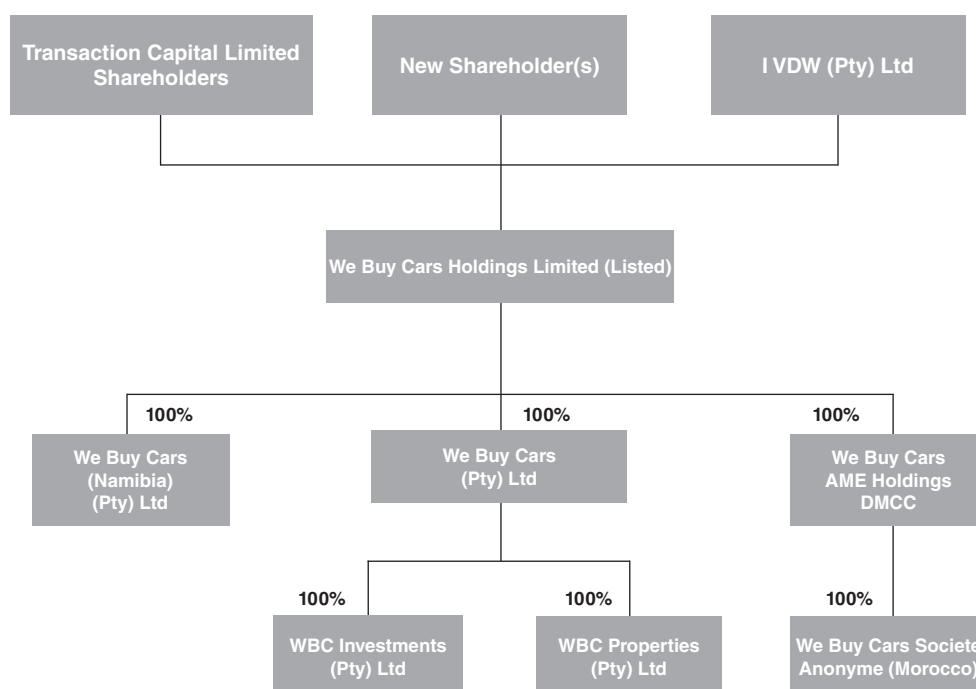 Transaction Capital Limited
Shareholders
New Shareholder(s)
I VDW (Pty) Ltd
We Buy Cars Holdings Limited (Listed)
100%
100%
100%
We Buy Cars
(Namibia)
(Pty) Ltd
We Buy Cars
(Pty) Ltd
We Buy Cars
AME Holdings
DMCC
100%
100%
100%
WBC Investments
(Pty) Ltd
WBC Properties
(Pty) Ltd
We Buy Cars Societe
Anonyme (Morocco)